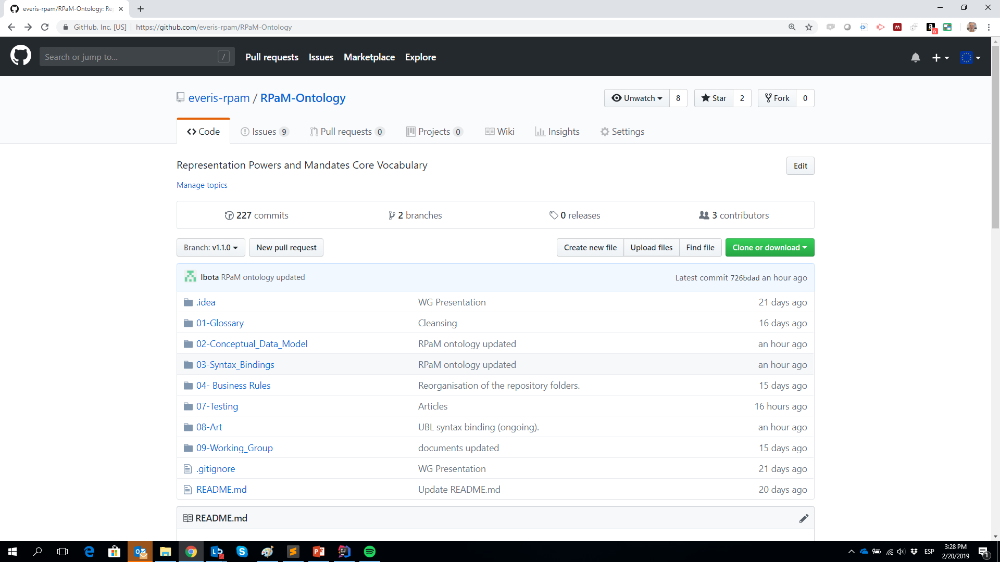 everis-rpam/RPaM-Ontology: Re
GitHub, Inc. [US] https://github.com/everis-rpam/RPaM-Ontology
6
Search or jump to... /
Pull requests Issues Marketplace Explore
everis-rpam / RPaM-Ontology
Unwatch 8 Star 2 Fork 0
Code Issues 9 Pull requests 0 Projects 0 Wiki Insights Settings
Representation Powers and Mandates Core Vocabulary
Edit
Manage topics
227 commits 2 branches 0 releases 3 contributors
Branch: v1.1.0 New pull request Create new file Upload files Find file Clone or download
lbota RPaM ontology updated Latest commit 726bdad an hour ago
.idea WG Presentation 21 days ago
01-Glossary Cleansing 16 days ago
02-Conceptual_Data_Model RPaM ontology updated an hour ago
03-Syntax_Bindings RPaM ontology updated an hour ago
04- Business Rules Reorganisation of the repository folders. 15 days ago
07-Testing Articles 16 hours ago
08-Art UBL syntax binding (ongoing). an hour ago
09-Working_Group documents updated 15 days ago
.gitignore WG Presentation 21 days ago
README.md Update README.md 20 days ago
README.md
ESP
3:28 PM
2/20/2019
1